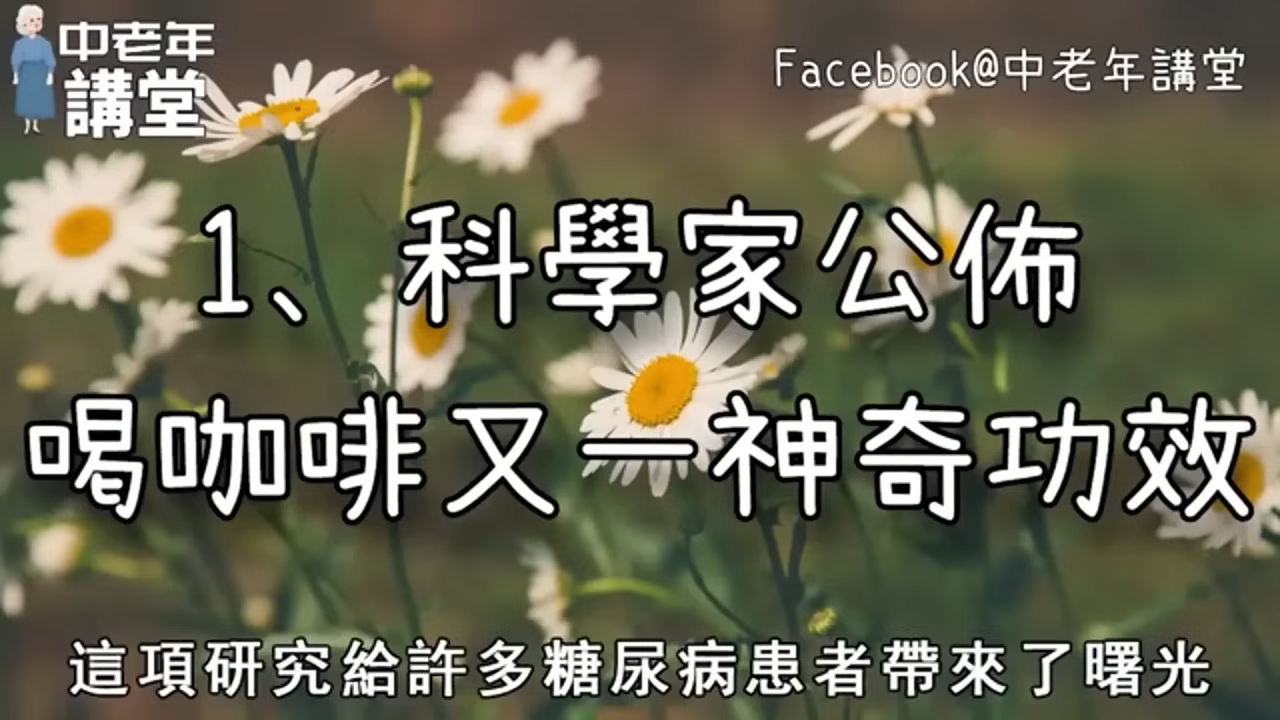 中老年
講堂
Facebook@中老年講堂
1、科學家公佈
喝咖啡又一神奇功效
這項研究給許多糖尿病患者帶來了曙光